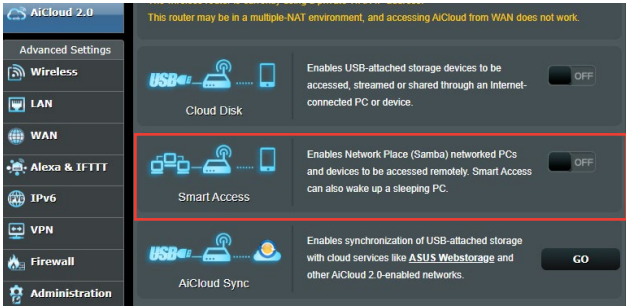 AiCloud 2.0
Advanced Settings
Wireless
LAN
WAN
Alexa & IFTTT
IPv6
VPN
Firewall
Administration
This router may be in a multiple-NAT environment, and accessing AiCloud from WAN does not work.
USB
Cloud Disk
Enables USB-attached storage devices to be
accessed, streamed or shared through an Internet-
connected PC or device.
OFF
Smart Access
Enables Network Place (Samba) networked PCs
and devices to be accessed remotely. Smart Access
can also wake up a sleeping PC.
OFF
USB
AiCloud Sync
Enables synchronization of USB-attached storage
with cloud services like ASUS Webstorage and
other AiCloud 2.0-enabled networks.
GO